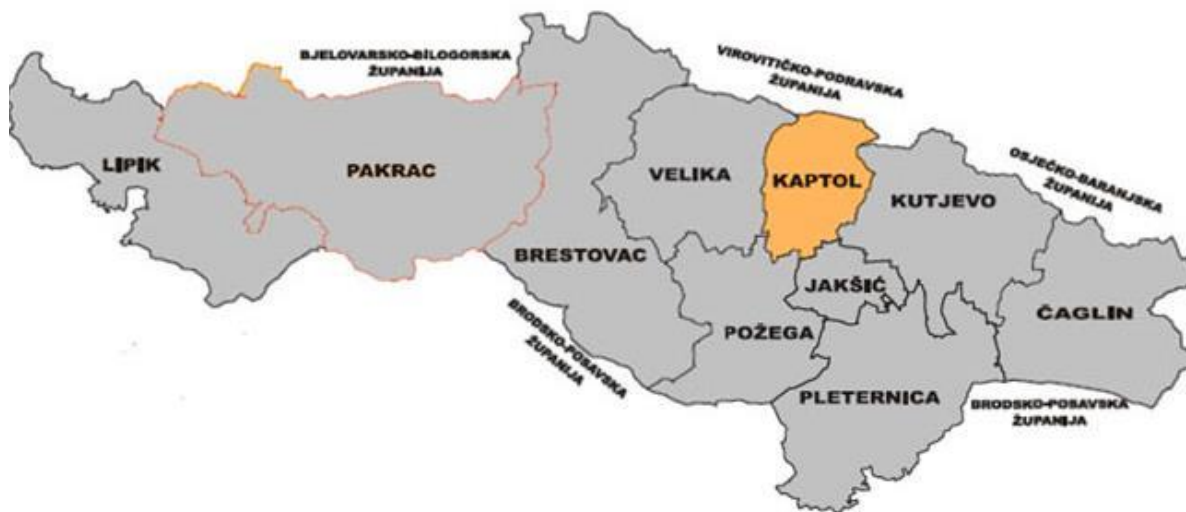 BJELOVARSKO-BILOGORSKA
ŽUPANIJA
VIROVITIČKO-PODRAVSKA
ŽUPANIJA
OSJEČKO-BARANJSKA
ŽUPANIJA
LIPIK
PAKRAC
VELIKA
KAPTOL
KUTJEVO
BRESTOVAC
JAKŠIĆ
POŽEGA
ČAGLIN
PLETERNICA
BRODSKO-POSAVSKA
ŽUPANIJA
BRODSKO-POSAVSKA
ŽUPANIJA